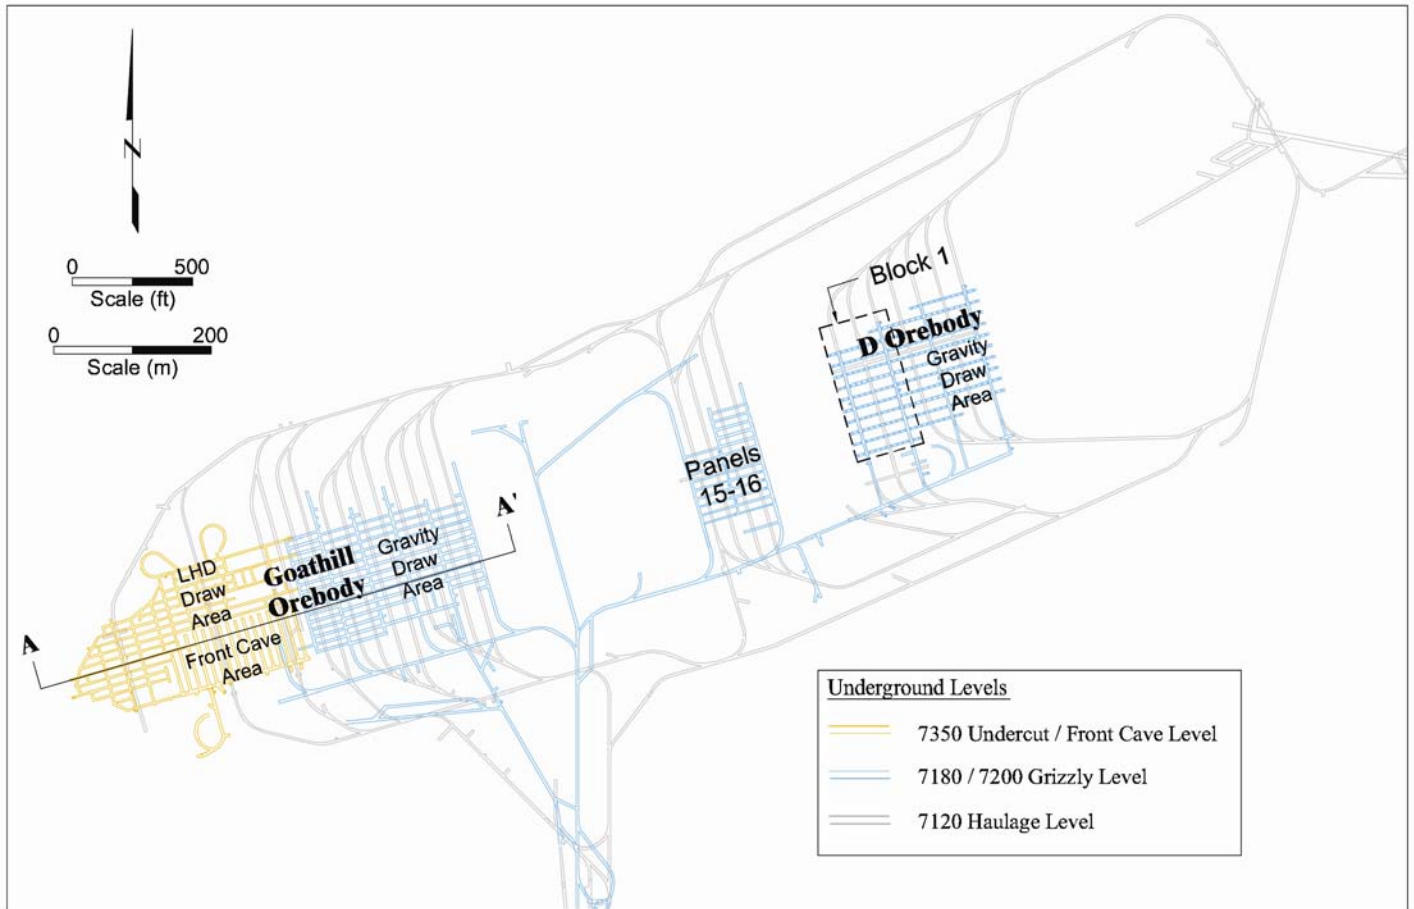 N
0 500
Scale (ft)
0 200
Scale (m)
Block 1
D Orebody
Gravity
Draw
Area
Panels
15-16
A'
Goathill
Orebody
Gravity
Draw
Area
LHD
Draw
Area
Front Cave
Area
A
Underground Levels
7350 Undercut / Front Cave Level
7180 / 7200 Grizzly Level
7120 Haulage Level